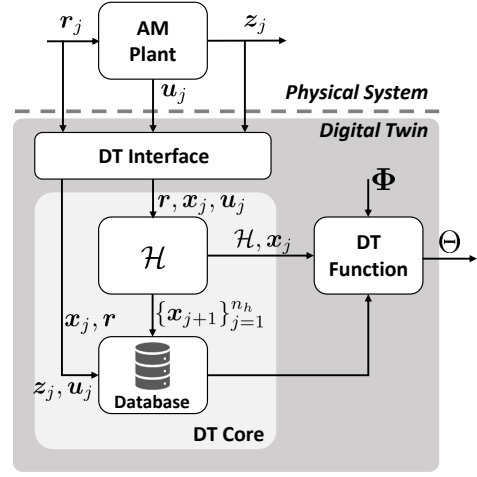 r_j
AM
Plant
z_j
u_j
Physical System
Digital Twin
DT Interface
r, x_j, u_j
Φ
ℋ
ℋ, x_j
DT
Function
Θ
x_j, r
{x_{j+1}}_{j=1}^{n_h}
z_j, u_j
Database
DT Core